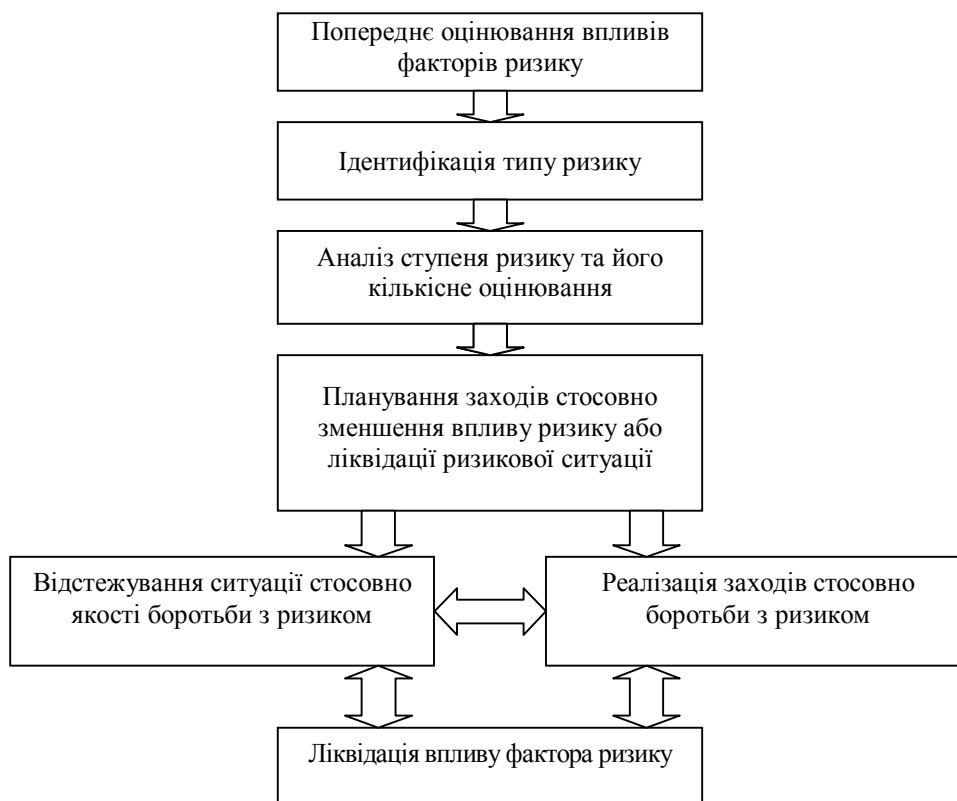 Попереднє оцінювання впливів
факторів ризику
Ідентифікація типу ризику
Аналіз ступеня ризику та його
кількісне оцінювання
Планування заходів стосовно
зменшення впливу ризику або
ліквідації ризикової ситуації
Відстежування ситуації стосовно
якості боротьби з ризиком
Реалізація заходів стосовно
боротьби з ризиком
Ліквідація впливу фактора ризику